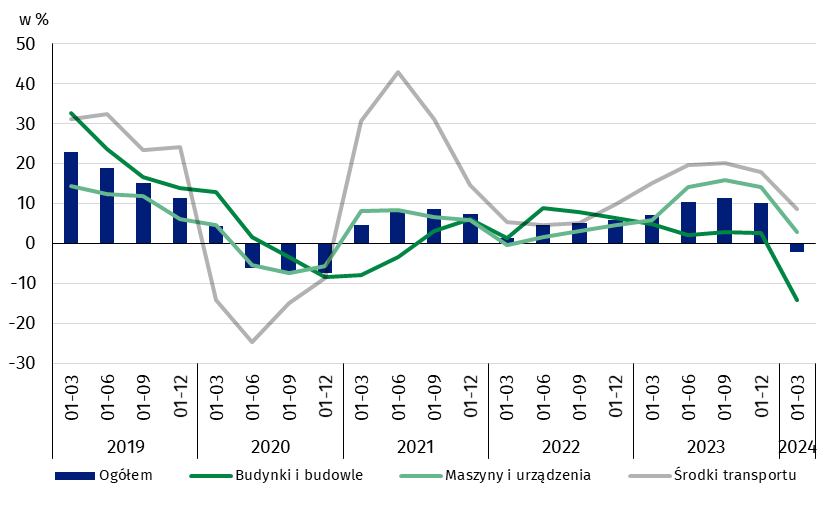 w %
50
40
30
20
10
0
-10
-20
-30
01-03 01-06 01-09 01-12 01-03 01-06 01-09 01-12 01-03 01-06 01-09 01-12 01-03 01-06 01-09 01-12 01-03 01-06 01-09 01-12 01-03
2019 2020 2021 2022 2023 2024
Ogółem Budynki i budowle Maszyny i urządzenia Środki transportu